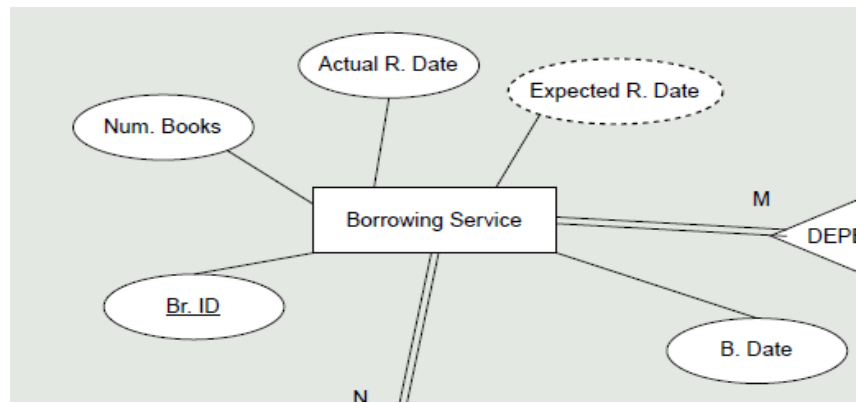 Actual R. Date
Expected R. Date
Num. Books
M
Borrowing Service
Br. ID
B. Date
N